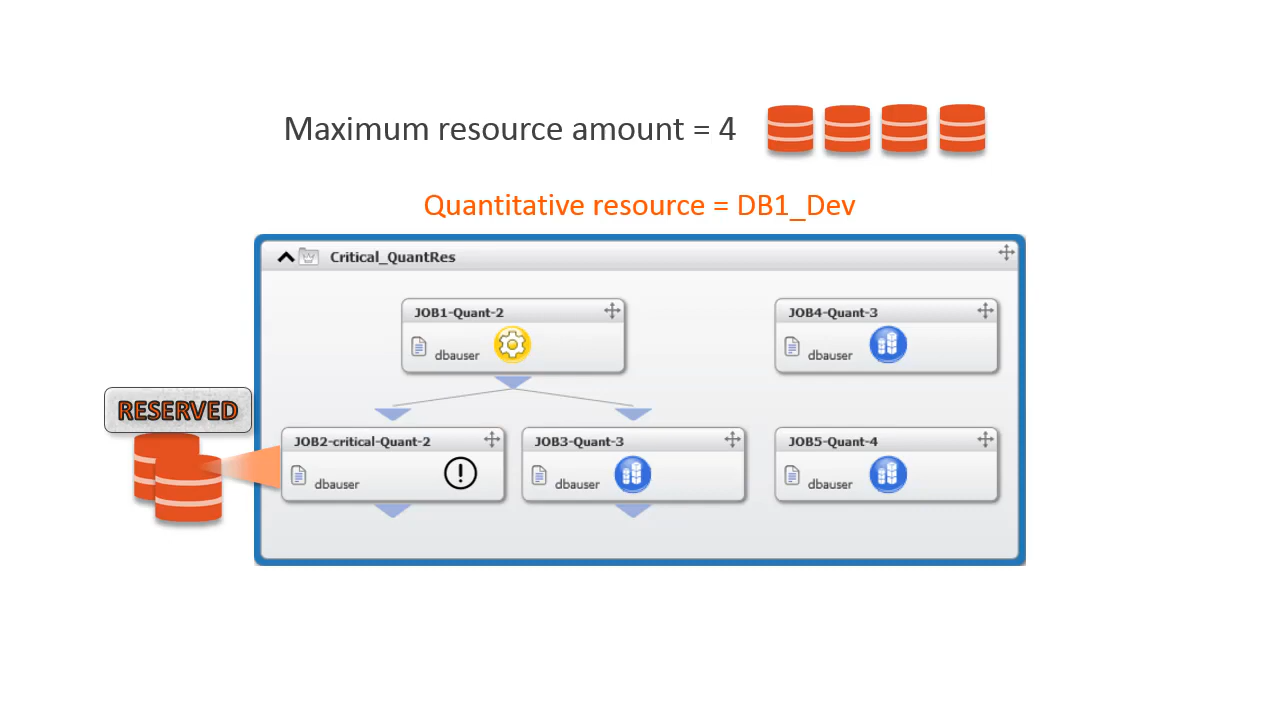 Maximum resource amount = 4
Quantitative resource = DB1_Dev
Critical_QuantRes
JOB1-Quant-2
dbauser
JOB4-Quant-3
dbauser
RESERVED
JOB2-critical-Quant-2
dbauser
JOB3-Quant-3
dbauser
JOB5-Quant-4
dbauser